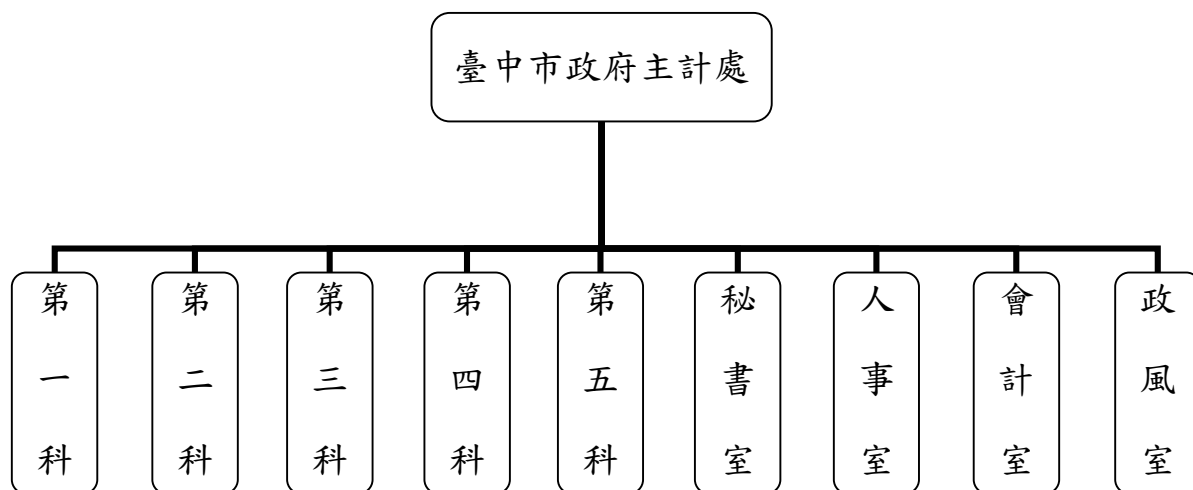 臺中市政府主計處
第一科
第二科
第三科
第四科
第五科
秘書室
人事室
會計室
政風室